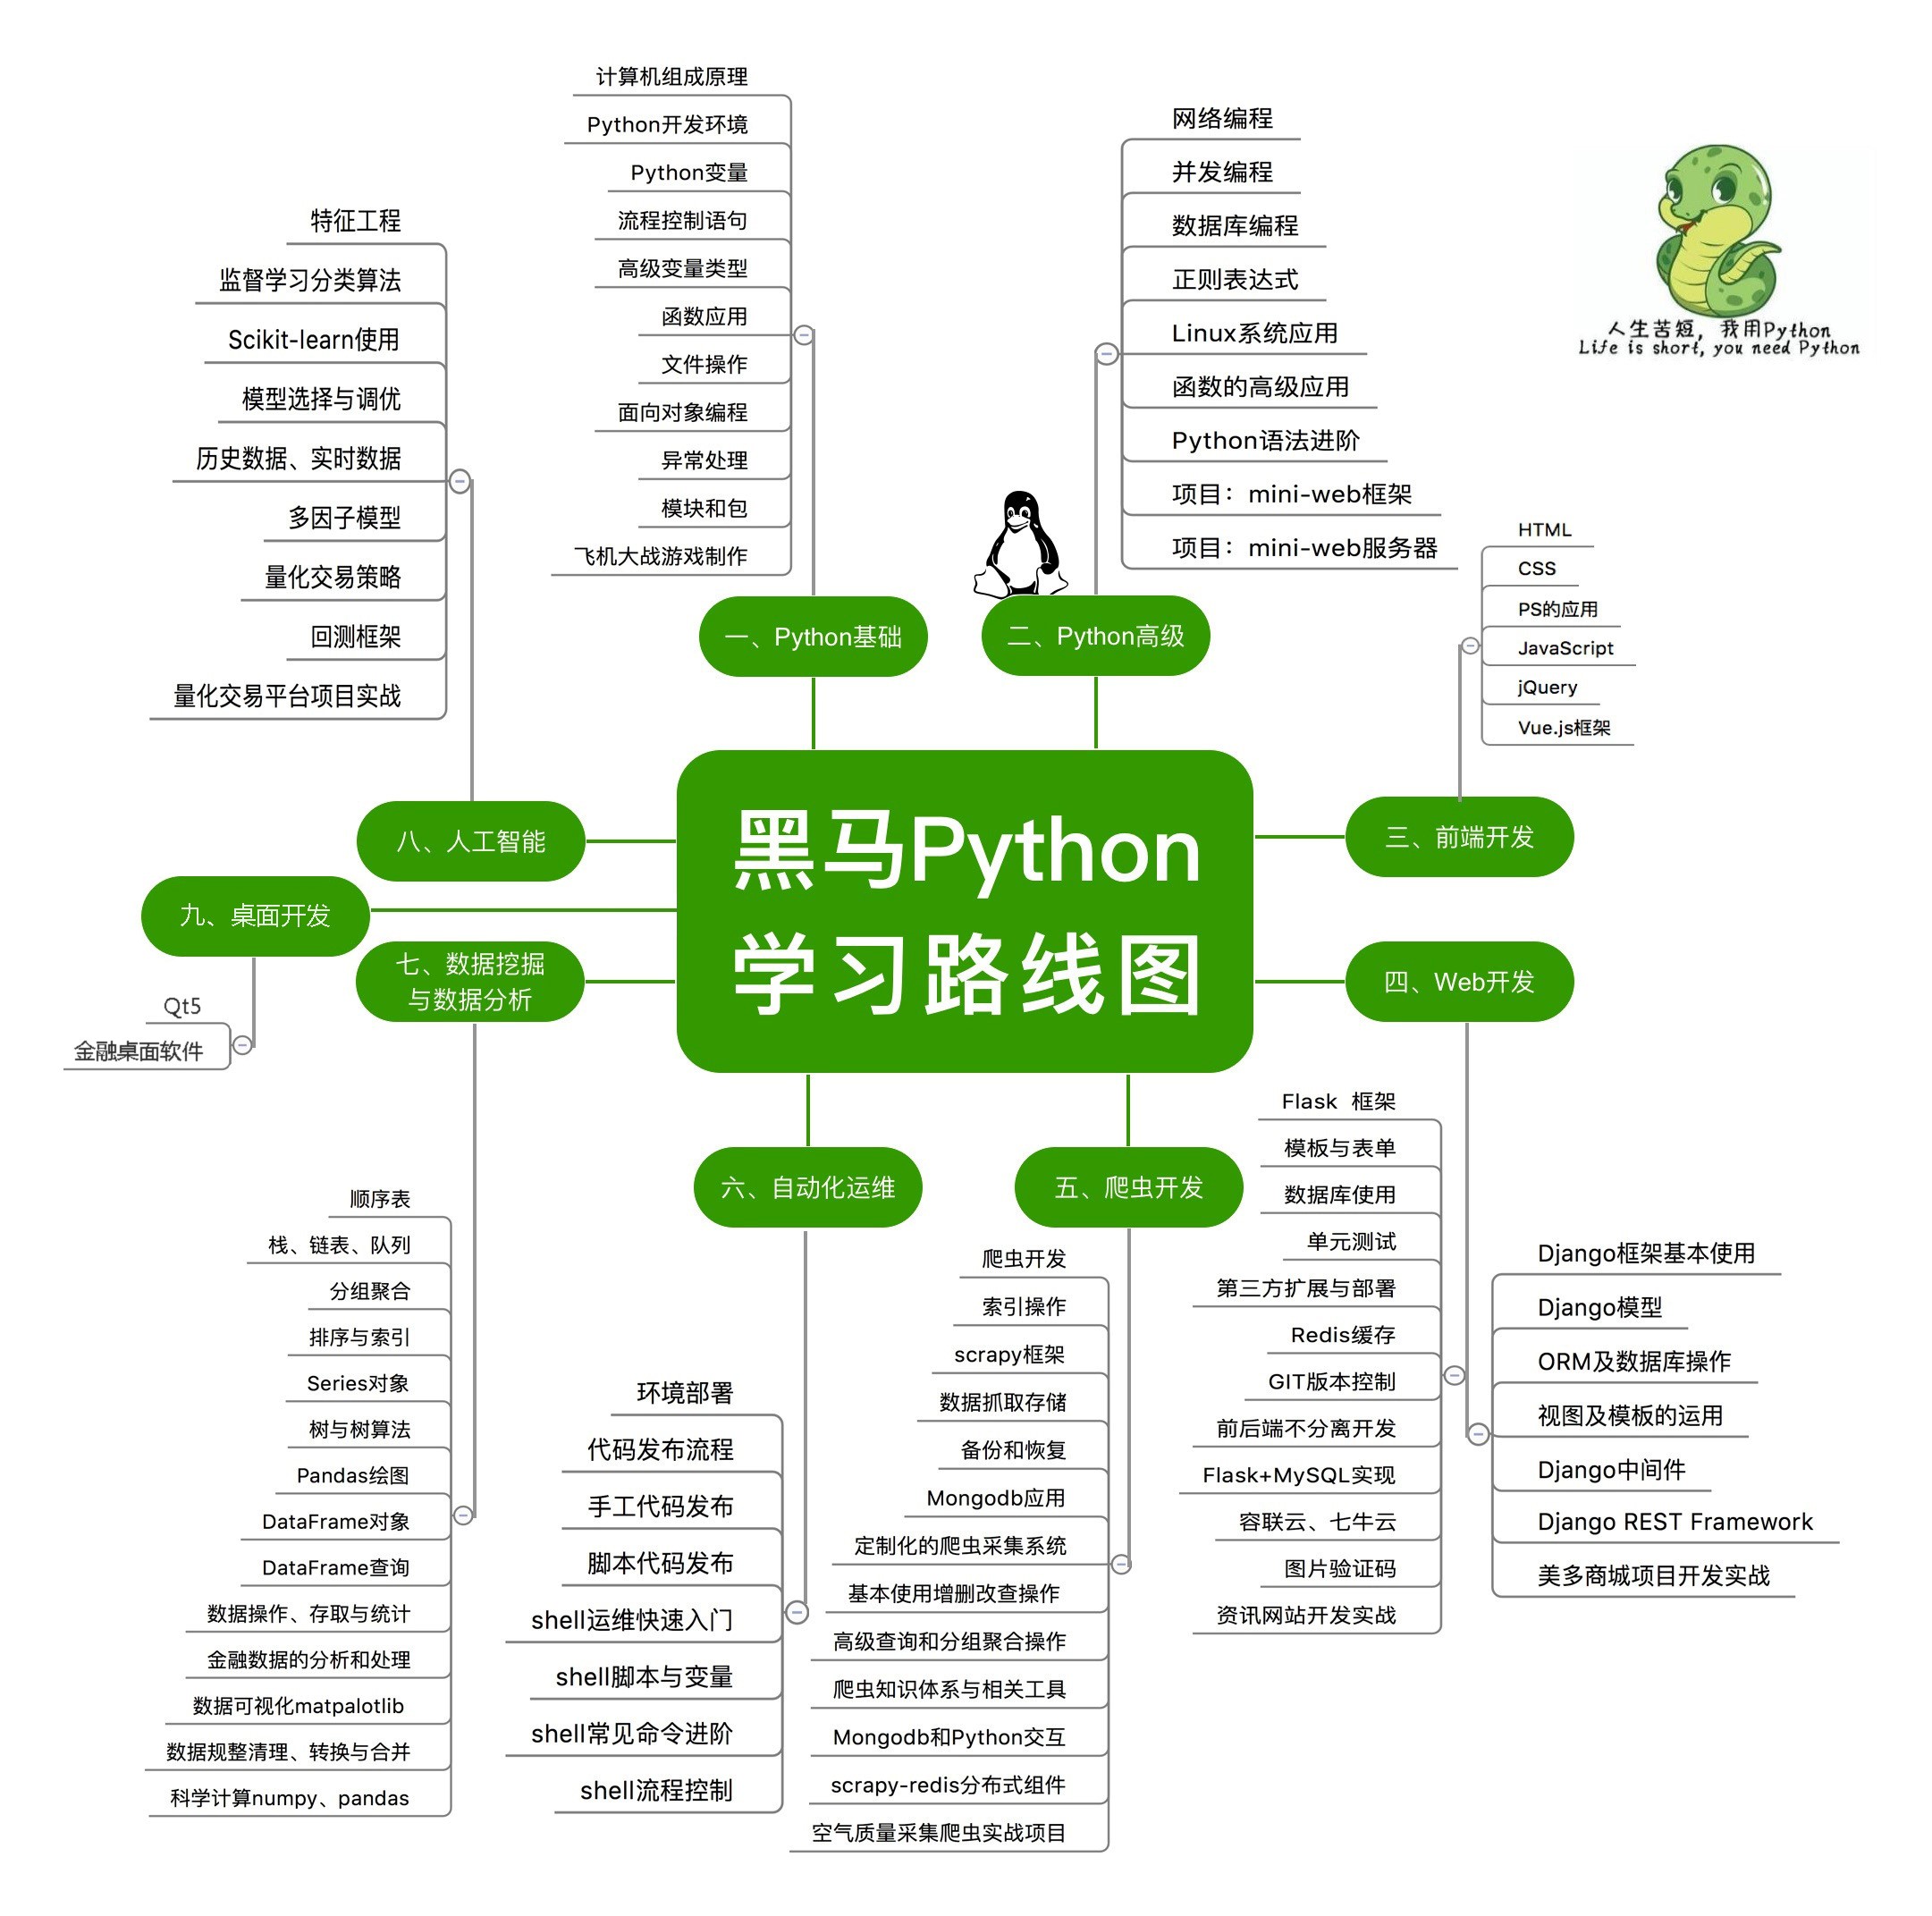 黑马Python
学习路线图
人生苦短，我用Python
Life is short, you need Python
一、Python基础
计算机组成原理
Python开发环境
Python变量
流程控制语句
高级变量类型
函数应用
文件操作
面向对象编程
异常处理
模块和包
飞机大战游戏制作
二、Python高级
网络编程
并发编程
数据库编程
正则表达式
Linux系统应用
函数的高级应用
Python语法进阶
项目：mini-web框架
项目：mini-web服务器
三、前端开发
HTML
CSS
PS的应用
JavaScript
jQuery
Vue.js框架
四、Web开发
Flask 框架
模板与表单
数据库使用
单元测试
第三方扩展与部署
Redis缓存
GIT版本控制
前后端不分离开发
Flask+MySQL实现
容联云、七牛云
图片验证码
资讯网站开发实战
Django框架基本使用
Django模型
ORM及数据库操作
视图及模板的运用
Django中间件
Django REST Framework
美多商城项目开发实战
五、爬虫开发
爬虫开发
索引操作
scrapy框架
数据抓取存储
备份和恢复
Mongodb应用
定制化的爬虫采集系统
基本使用增删改查操作
高级查询和分组聚合操作
爬虫知识体系与相关工具
Mongodb和Python交互
scrapy-redis分布式组件
空气质量采集爬虫实战项目
六、自动化运维
环境部署
代码发布流程
手工代码发布
脚本代码发布
shell运维快速入门
shell脚本与变量
shell常见命令进阶
shell流程控制
七、数据挖掘
与数据分析
顺序表
栈、链表、队列
分组聚合
排序与索引
Series对象
树与树算法
Pandas绘图
DataFrame对象
DataFrame查询
数据操作、存取与统计
金融数据的分析和处理
数据可视化matpalotlib
数据规整清理、转换与合并
科学计算numpy、pandas
八、人工智能
特征工程
监督学习分类算法
Scikit-learn使用
模型选择与调优
历史数据、实时数据
多因子模型
量化交易策略
回测框架
量化交易平台项目实战
九、桌面开发
Qt5
金融桌面软件